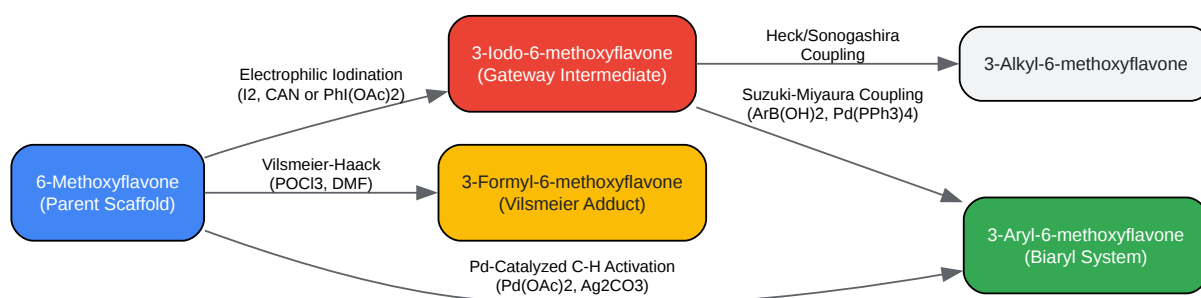 Heck/Sonogashira
Coupling
3-Iodo-6-methoxyflavone
(Gateway Intermediate)
3-Alkyl-6-methoxyflavone
Electrophilic Iodination
(I2, CAN or PhI(OAc)2)
Suzuki-Miyaura Coupling
(ArB(OH)2, Pd(PPh3)4)
6-Methoxyflavone
(Parent Scaffold)
Vilsmeier-Haack
(POCl3, DMF)
3-Formyl-6-methoxyflavone
(Vilsmeier Adduct)
3-Aryl-6-methoxyflavone
(Biaryl System)
Pd-Catalyzed C-H Activation
(Pd(OAc)2, Ag2CO3)